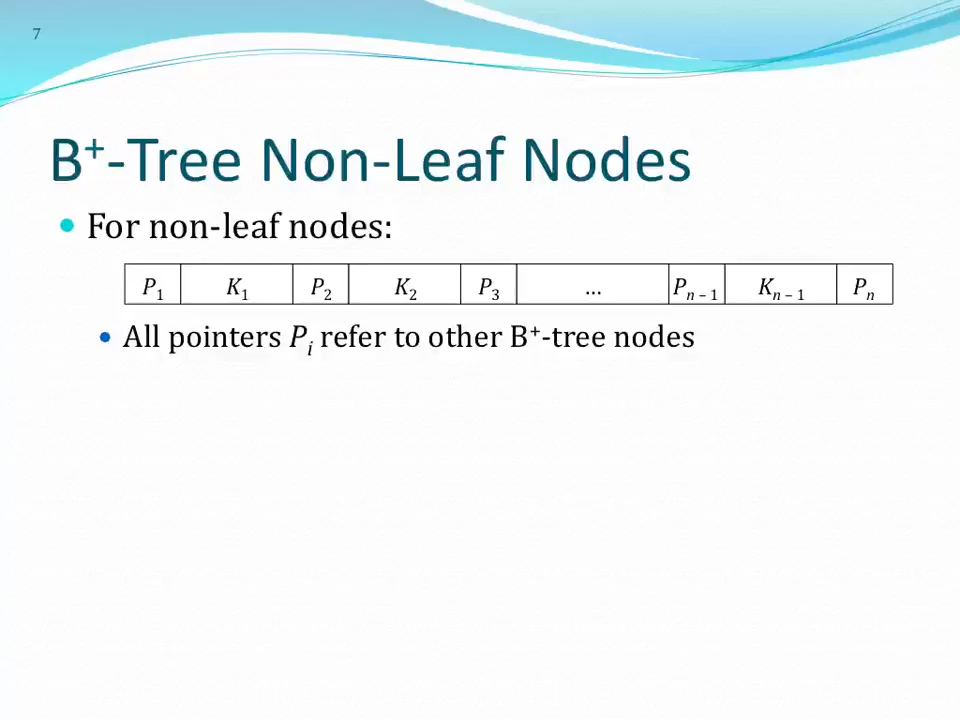 7
B⁺-Tree Non-Leaf Nodes
• For non-leaf nodes:
P₁ K₁ P₂ K₂ P₃ … Pₙ₋₁ Kₙ₋₁ Pₙ
• All pointers Pᵢ refer to other B⁺-tree nodes